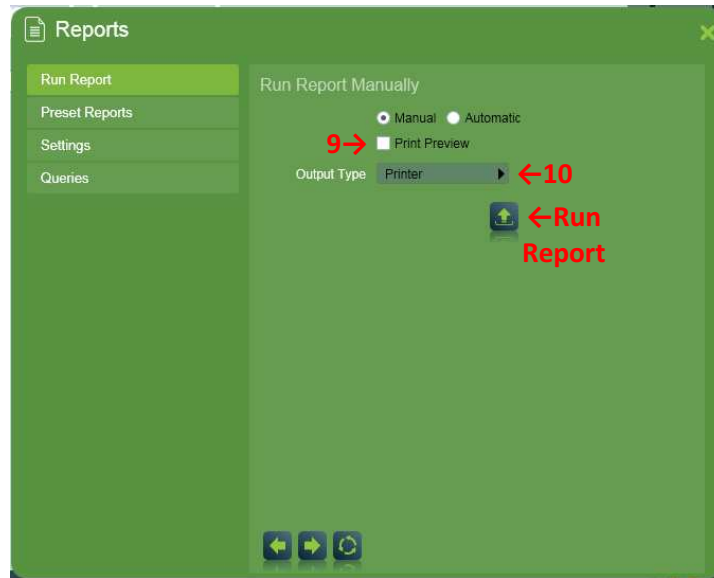 Reports
Run Report
Preset Reports
Settings
Queries
Run Report Manually
Manual Automatic
9→ Print Preview
Output Type Printer ←10
←Run
Report